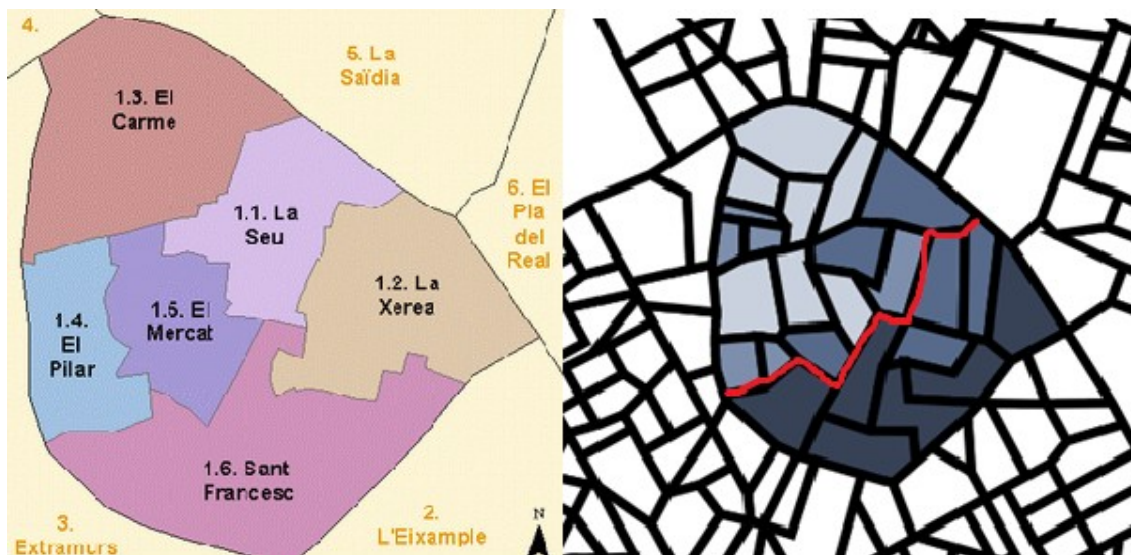 4.
5. La
Saïdia
1.3. El
Carme
6. El
Pla
del
Real
1.1. La
Seu
1.2. La
Xerea
1.5. El
Mercat
1.4.
El
Pilar
1.6. Sant
Francesc
3.
Extramurs
2.
L'Eixample
N